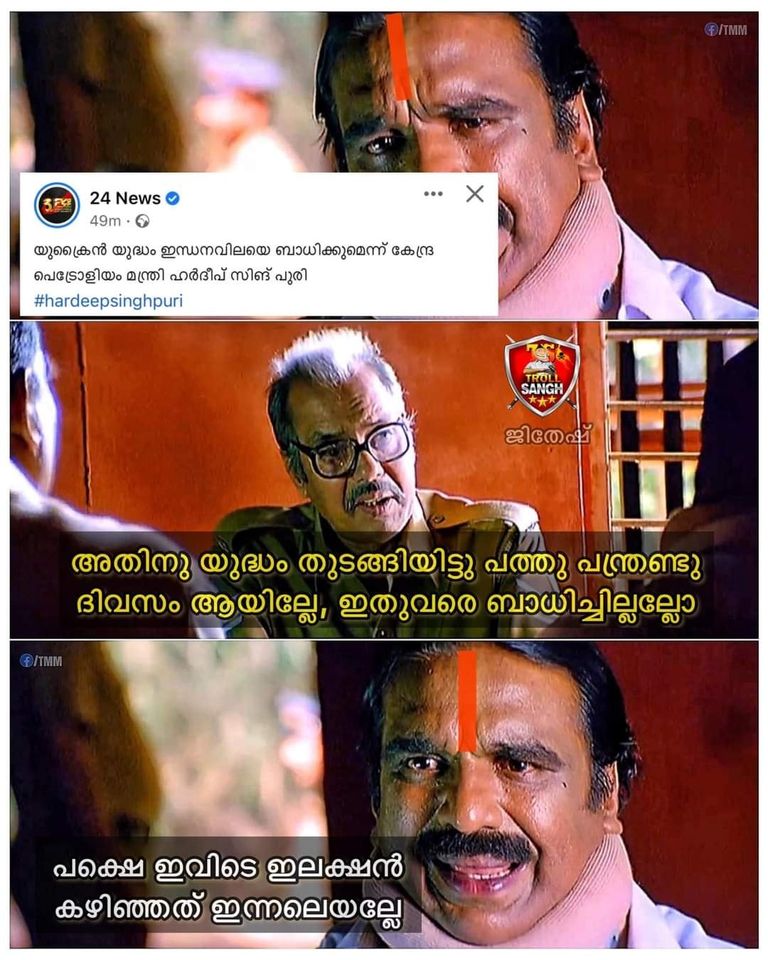 /TMM
24 News
49m
യുക്രൈൻ യുദ്ധം ഇന്ധനവിലയെ ബാധിക്കുമെന്ന് കേന്ദ്ര
പെട്രോളിയം മന്ത്രി ഹർദീപ് സിങ് പുരി
#hardeepsinghpuri
TROLL
SANGH
ജിതേഷ്
അതിനു യുദ്ധം തുടങ്ങിയിട്ടു പത്തു പന്ത്രണ്ടു
ദിവസം ആയില്ലേ, ഇതുവരെ ബാധിച്ചില്ലല്ലോ
/TMM
പക്ഷെ ഇവിടെ ഇലക്ഷൻ
കഴിഞ്ഞത് ഇന്നലെയല്ലേ